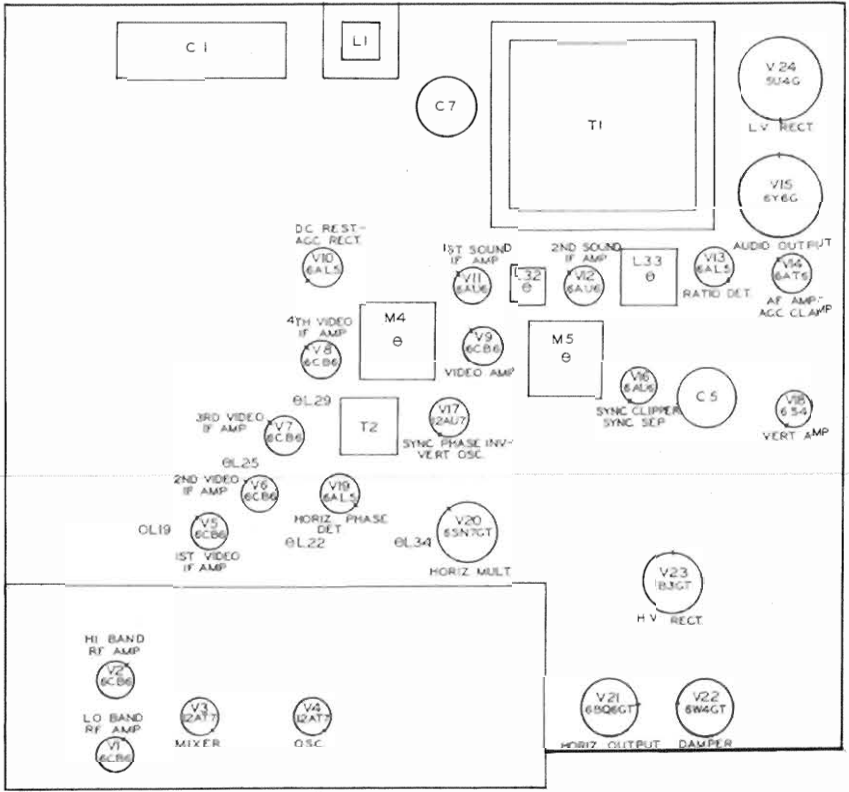 C 1
L1
C 7
T1
V 24
5U4G
L.V. RECT.
V15
6Y6G
AUDIO OUTPUT
DC REST-
AGC RECT.
V10
6AL5
1ST SOUND
IF AMP
V11
6AU6
L32
2ND SOUND
IF AMP
V12
6AU6
L33
V13
6AL5
RATIO DET.
V14
6AT6
AF AMP-
AGC CLAMP
4TH VIDEO
IF AMP
V8
6CB6
M4
V9
6CB6
VIDEO AMP
M5
V16
6AU6
SYNC CLIPPER
SYNC SEP
C 5
V18
6S4
VERT AMP
L29
3RD VIDEO
IF AMP
V7
6CB6
T2
V17
12AU7
SYNC PHASE INV-
VERT OSC.
L25
2ND VIDEO
IF AMP
V6
6CB6
V19
6AL5
HORIZ PHASE
DET
L19
V5
6CB6
1ST VIDEO
IF AMP
L22
L34
V20
6SN7GT
HORIZ MULT.
V23
1B3GT
H.V. RECT.
HI BAND
RF AMP
V2
6CB6
LO BAND
RF AMP
V1
6CB6
V3
12AT7
MIXER
V4
12AT7
OSC.
V21
6BQ6GT
HORIZ OUTPUT
V22
6W4GT
DAMPER